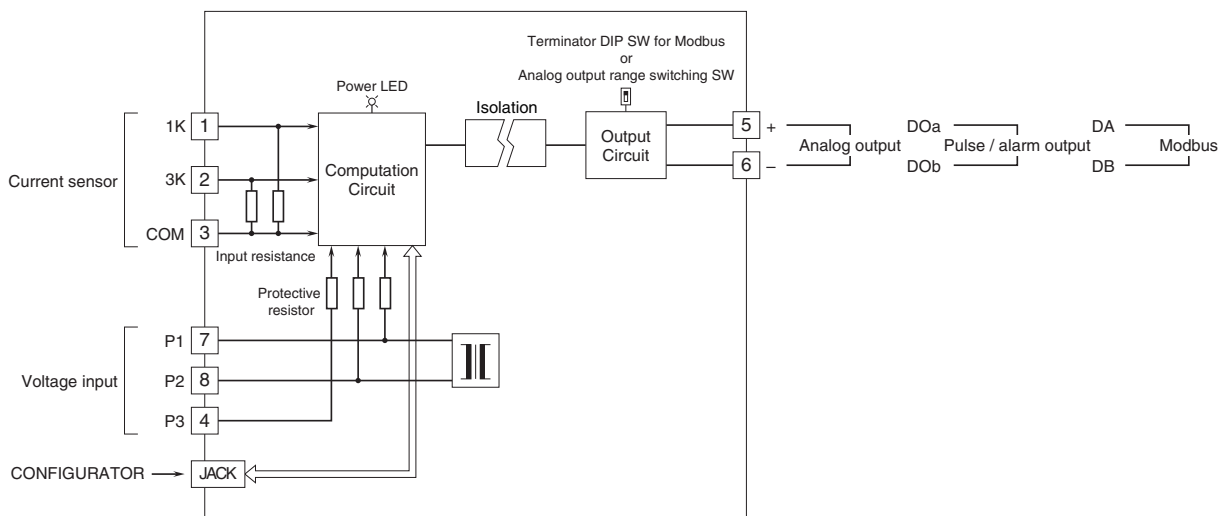 Terminator DIP SW for Modbus
or
Analog output range switching SW
Power LED
Isolation
Current sensor
1K 1
3K 2
COM 3
Computation
Circuit
Output
Circuit
5 +
6 −
Analog output
DOa
DOb
Pulse / alarm output
DA
DB
Modbus
Input resistance
Protective
resistor
Voltage input
P1 7
P2 8
P3 4
CONFIGURATOR
JACK